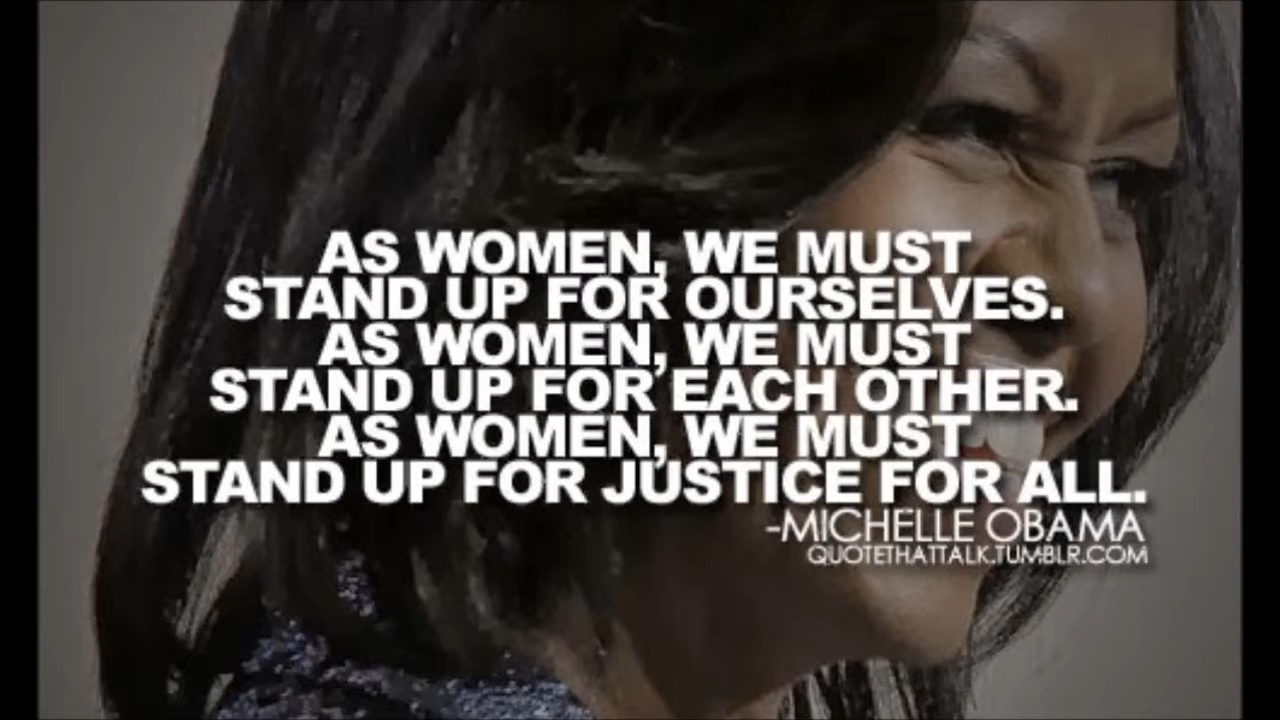 AS WOMEN, WE MUST
STAND UP FOR OURSELVES.
AS WOMEN, WE MUST
STAND UP FOR EACH OTHER.
AS WOMEN, WE MUST
STAND UP FOR JUSTICE FOR ALL.
-MICHELLE OBAMA
QUOTETHATTALK.TUMBLR.COM